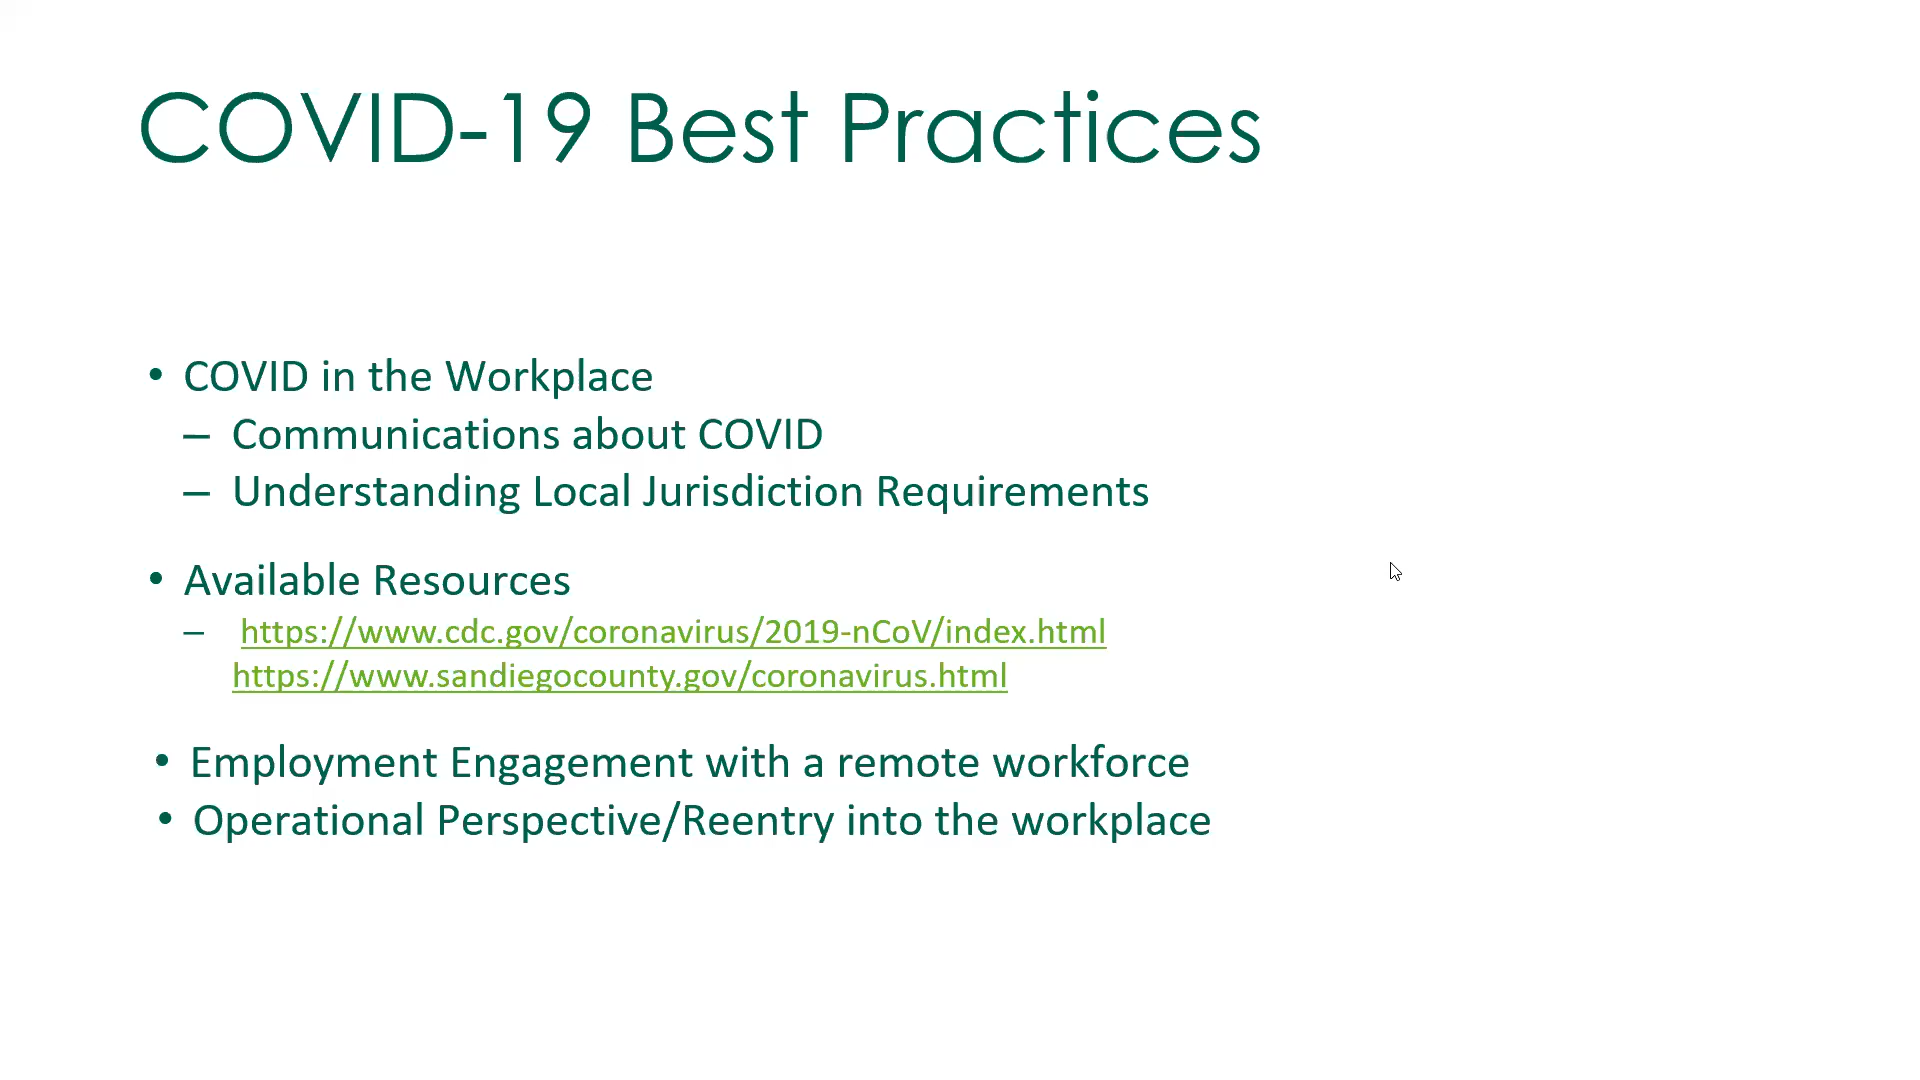 COVID-19 Best Practices
• COVID in the Workplace
– Communications about COVID
– Understanding Local Jurisdiction Requirements
• Available Resources
– https://www.cdc.gov/coronavirus/2019-nCoV/index.html
https://www.sandiegocounty.gov/coronavirus.html
• Employment Engagement with a remote workforce
• Operational Perspective/Reentry into the workplace